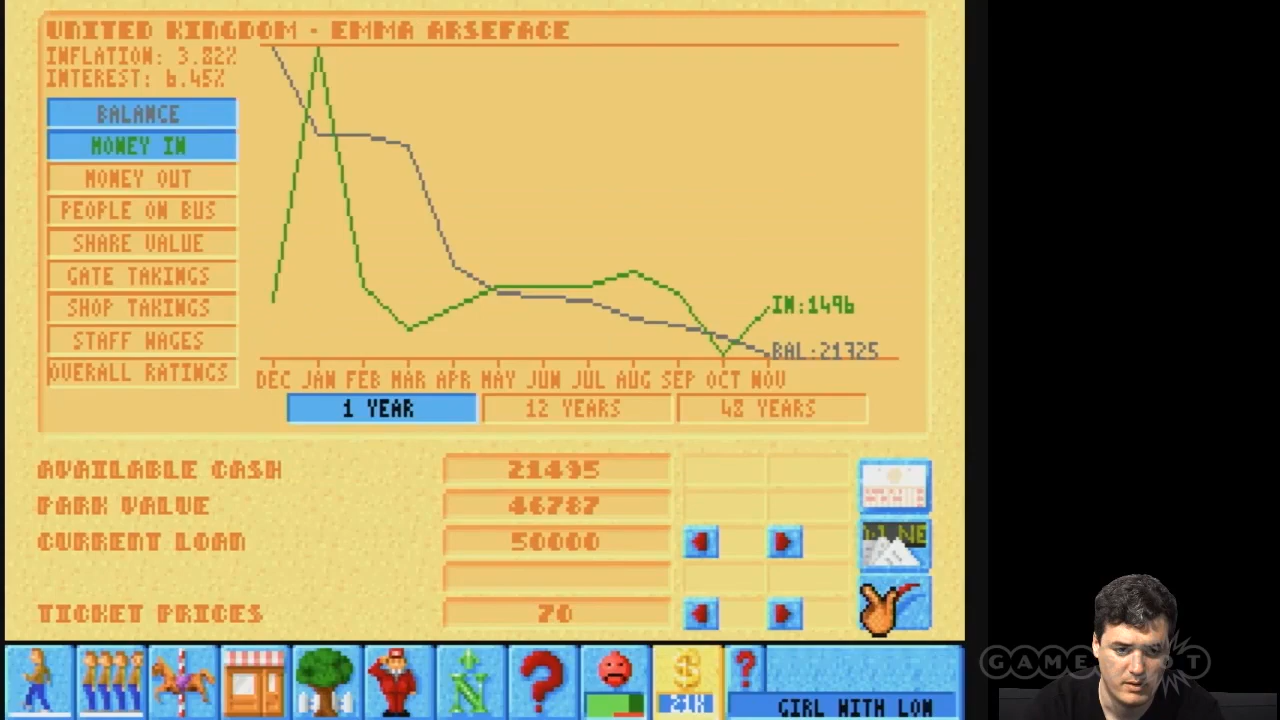 UNITED KINGDOM - EMMA ARSEFACE
INFLATION: 3.82%
INTEREST: 6.45%
BALANCE
MONEY IN
MONEY OUT
PEOPLE ON BUS
SHARE VALUE
GATE TAKINGS
SHOP TAKINGS
STAFF WAGES
OVERALL RATINGS
IN:1496
BAL:21725
DEC JAN FEB MAR APR MAY JUN JUL AUG SEP OCT NOV
1 YEAR 12 YEARS 48 YEARS
AVAILABLE CASH 21495
PARK VALUE 46787
CURRENT LOAN 50000
TICKET PRICES 70
N ? $ ?
21K
GIRL WITH LON
GAMESPOT